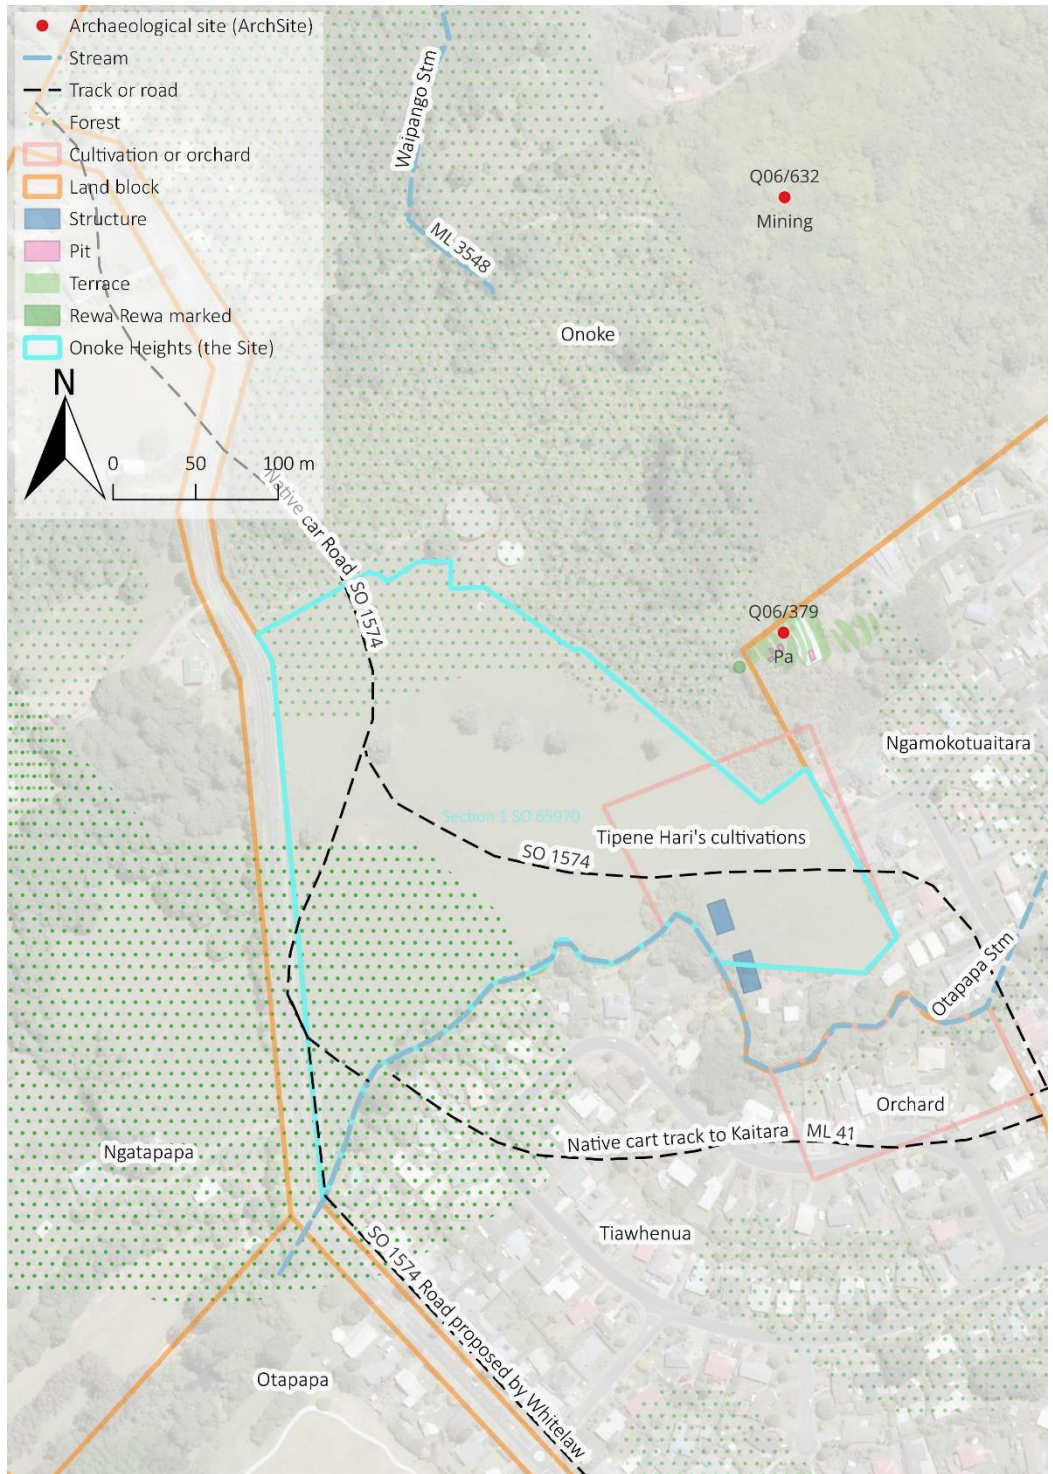 Archaeological site (ArchSite)
Stream
Track or road
Forest
Cultivation or orchard
Land block
Structure
Pit
Terrace
Rewa Rewa marked
Onoke Heights (the Site)
N
0 50 100 m
Waipango Stm
ML 3548
Q06/632
Mining
Onoke
Native car Road SO 1574
Q06/379
Pa
Ngamokotuaitara
Section 1 SO 65970
Tipene Hari's cultivations
SO 1574
Otapapa Stm
Orchard
Native cart track to Kaitara ML 41
Ngatapapa
Tiawhenua
SO 1574 Road proposed by Whitelaw
Otapapa